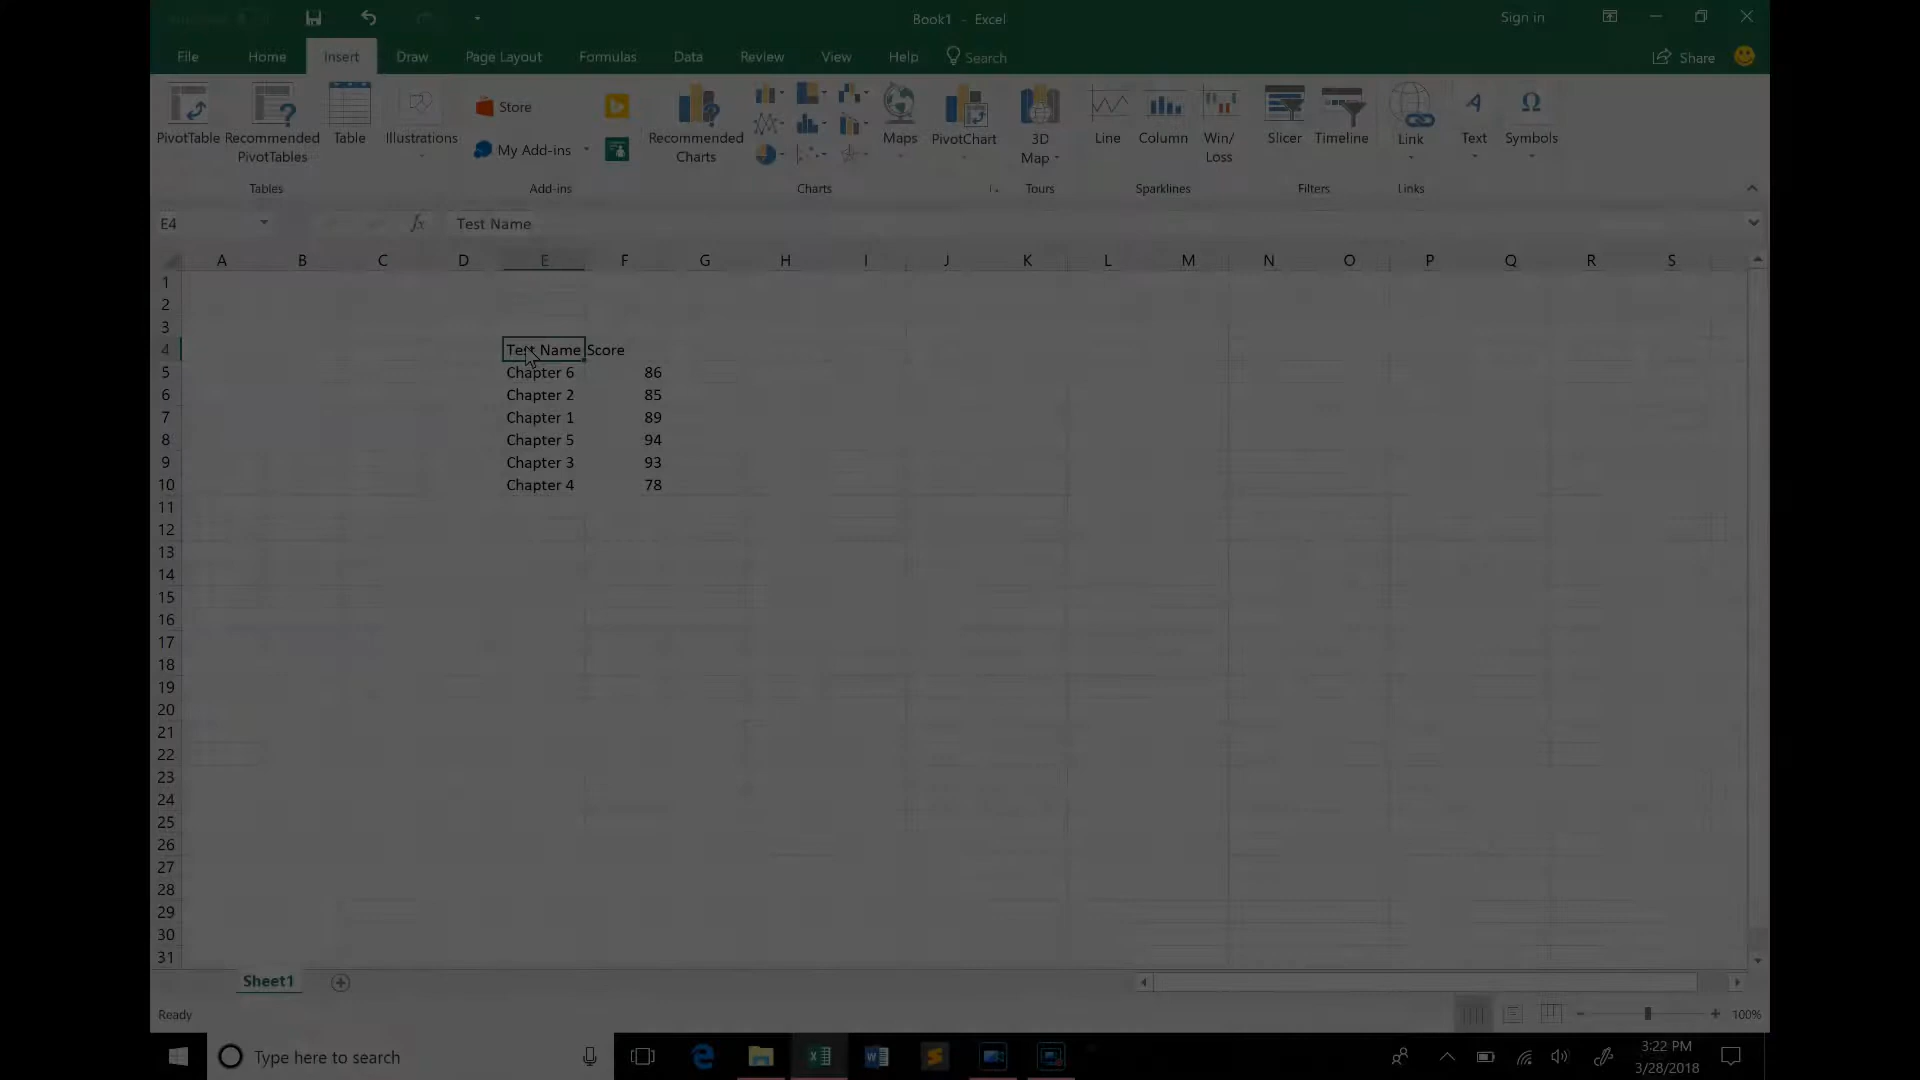 Book1 - Excel
Sign in
File Home Insert Draw Page Layout Formulas Data Review View Help Search Share
Store
My Add-ins
PivotTable Recommended PivotTables Table Illustrations Recommended Charts Maps PivotChart 3D Map Line Column Win/Loss Slicer Timeline Link Text Symbols
Tables Add-ins Charts Tours Sparklines Filters Links
E4 fx Test Name
A B C D E F G H I J K L M N O P Q R S
1
2
3
4 Test Name Score
5 Chapter 6 86
6 Chapter 2 85
7 Chapter 1 89
8 Chapter 5 94
9 Chapter 3 93
10 Chapter 4 78
11
12
13
14
15
16
17
18
19
20
21
22
23
24
25
26
27
28
29
30
31
Sheet1
Ready 100%
Type here to search
3:22 PM
3/28/2018